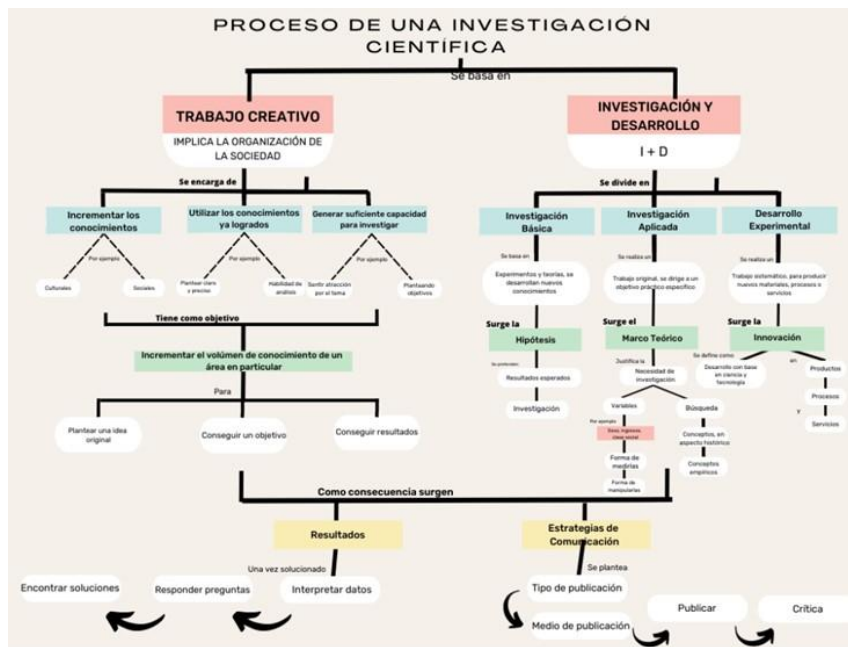 PROCESO DE UNA INVESTIGACIÓN
CIENTÍFICA
Se basa en
TRABAJO CREATIVO
IMPLICA LA ORGANIZACIÓN DE
LA SOCIEDAD
INVESTIGACIÓN Y
DESARROLLO
I + D
Se encarga de
Incrementar los
conocimientos
Utilizar los conocimientos
ya logrados
Generar suficiente capacidad
para investigar
Por ejemplo
Por ejemplo
Por ejemplo
Culturales
Sociales
Plantear claro
y preciso
Habilidad de
análisis
Sentir atracción
por el tema
Planteando
objetivos
Tiene como objetivo
Incrementar el volúmen de conocimiento de un
área en particular
Para
Plantear una idea
original
Conseguir un objetivo
Conseguir resultados
Se divide en
Investigación
Básica
Investigación
Aplicada
Desarrollo
Experimental
Se basa en
Se realiza un
Se realiza un
Experimentos y teorías, se
desarrollan nuevos
conocimientos
Trabajo original, se dirige a un
objetivo práctico específico
Trabajo sistemático, para producir
nuevos materiales, procesos o
servicios
Surge la
Surge el
Surge la
Hipótesis
Marco Teórico
Innovación
Se pretenden
Resultados esperados
Investigación
Justifica la
Necesidad de
investigación
Variables
Búsqueda
Por ejemplo
Forma de
medirlas
Forma de
manipularlas
Conceptos, en
aspecto histórico
Conceptos
empíricos
Se define como
Desarrollo con base
en ciencia y
tecnología
en
Productos
Procesos
y
Servicios
Como consecuencia surgen
Resultados
Estrategias de
Comunicación
Una vez solucionado
Se plantea
Encontrar soluciones
Responder preguntas
Interpretar datos
Tipo de publicación
Medio de publicación
Publicar
Crítica